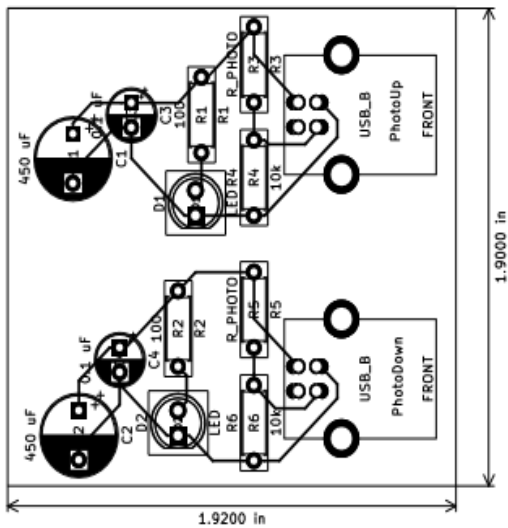 450 uF
1
0.1 uF
C1
C3
100
R1
R1
D1
LED
R_PHOTO
R3
R3
R4
R4
10k
USB_B
PhotoUp
FRONT
1.9000 in
450 uF
2
0.1 uF
C2
C4
100
R2
R2
D2
LED
R_PHOTO
R5
R5
R6
R6
10k
USB_B
PhotoDown
FRONT
1.9200 in